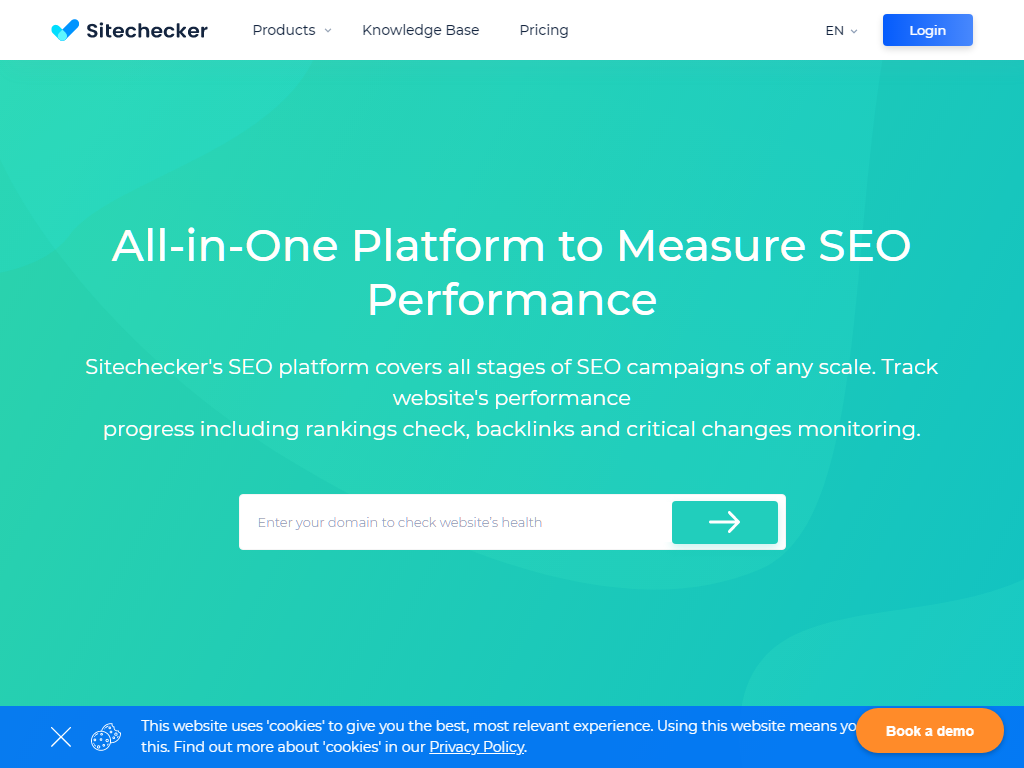 Sitechecker
Products
Knowledge Base
Pricing
EN
Login
All-in-One Platform to Measure SEO
Performance
Sitechecker's SEO platform covers all stages of SEO campaigns of any scale. Track
website's performance
progress including rankings check, backlinks and critical changes monitoring.
Enter your domain to check website's health
This website uses 'cookies' to give you the best, most relevant experience. Using this website means
this. Find out more about 'cookies' in our Privacy Policy.
Book a demo